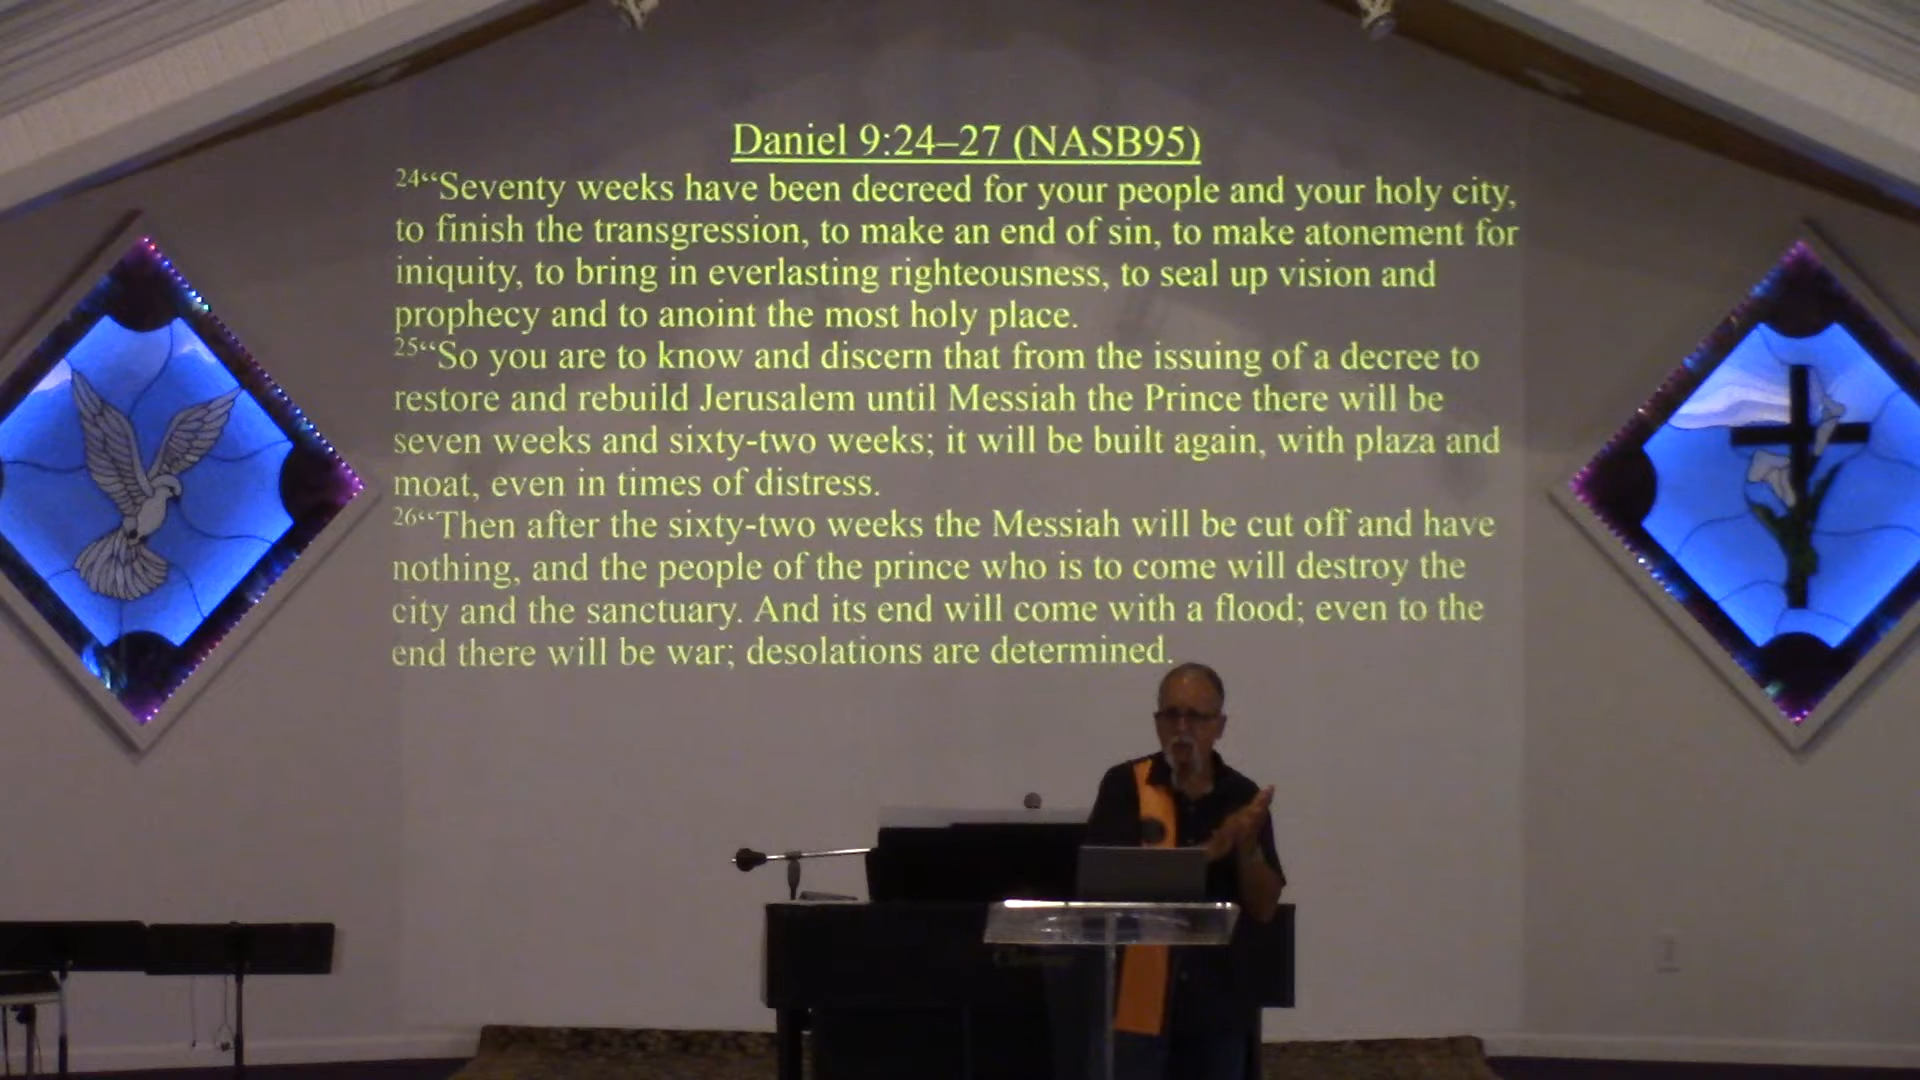 Daniel 9:24–27 (NASB95)
24“Seventy weeks have been decreed for your people and your holy city,
to finish the transgression, to make an end of sin, to make atonement for
iniquity, to bring in everlasting righteousness, to seal up vision and
prophecy and to anoint the most holy place.
25“So you are to know and discern that from the issuing of a decree to
restore and rebuild Jerusalem until Messiah the Prince there will be
seven weeks and sixty-two weeks; it will be built again, with plaza and
moat, even in times of distress.
26“Then after the sixty-two weeks the Messiah will be cut off and have
nothing, and the people of the prince who is to come will destroy the
city and the sanctuary. And its end will come with a flood; even to the
end there will be war; desolations are determined.